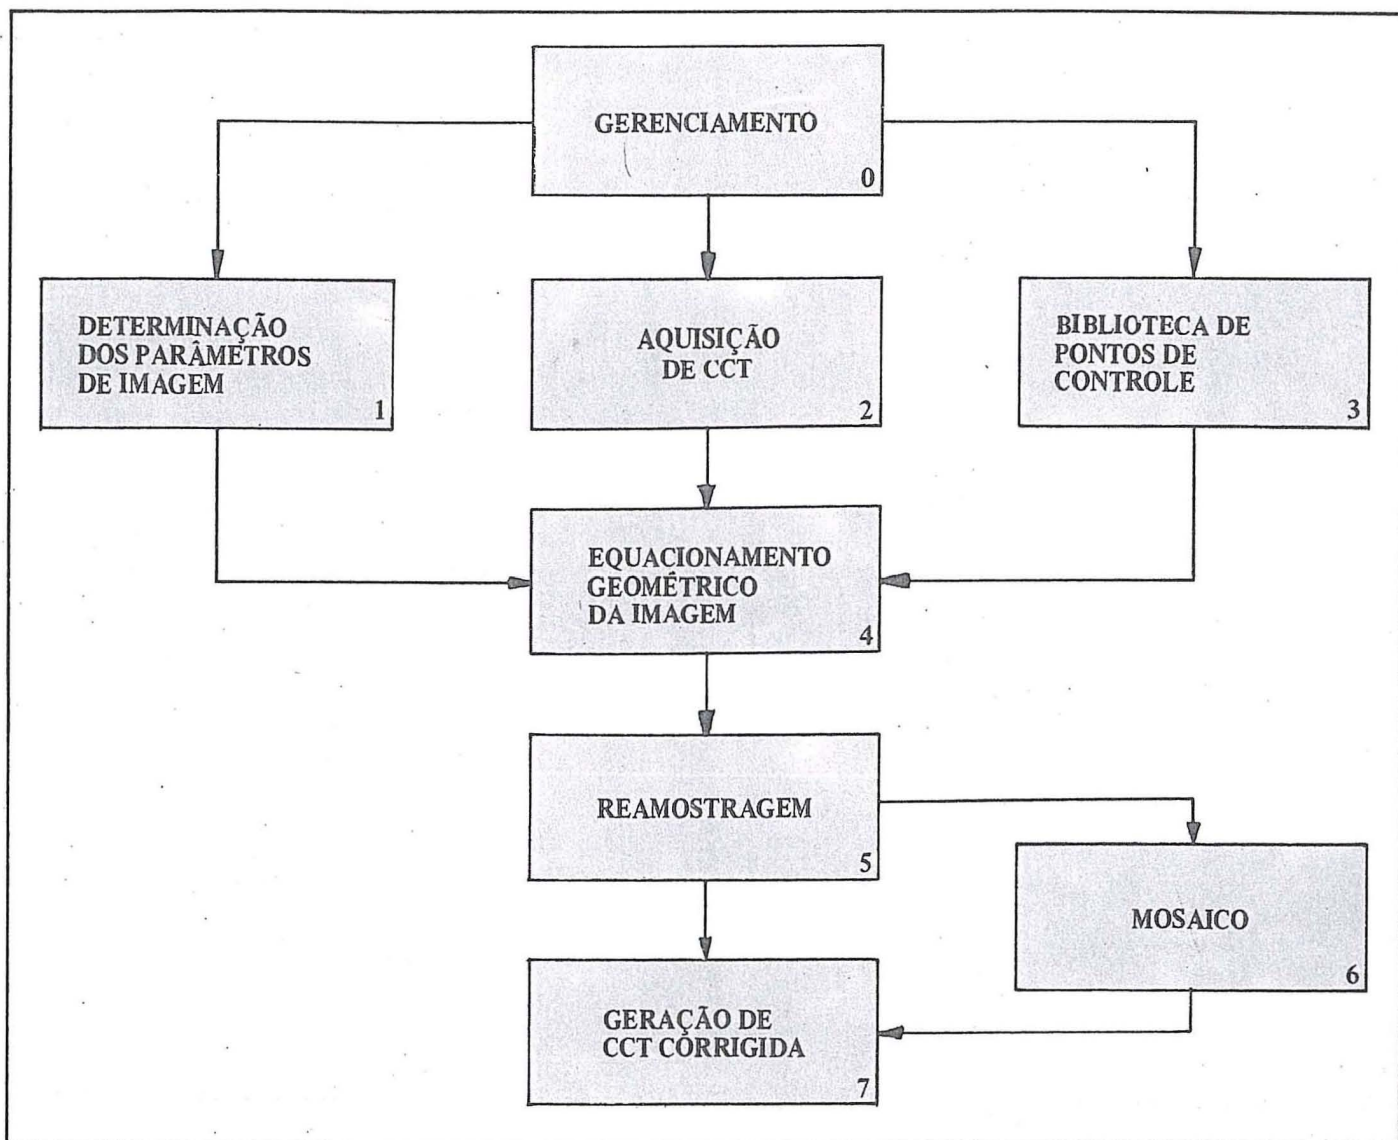 GERENCIAMENTO
0
DETERMINAÇÃO
DOS PARÂMETROS
DE IMAGEM
1
AQUISIÇÃO
DE CCT
2
BIBLIOTECA DE
PONTOS DE
CONTROLE
3
EQUACIONAMENTO
GEOMÉTRICO
DA IMAGEM
4
REAMOSTRAGEM
5
MOSAICO
6
GERAÇÃO DE
CCT CORRIGIDA
7